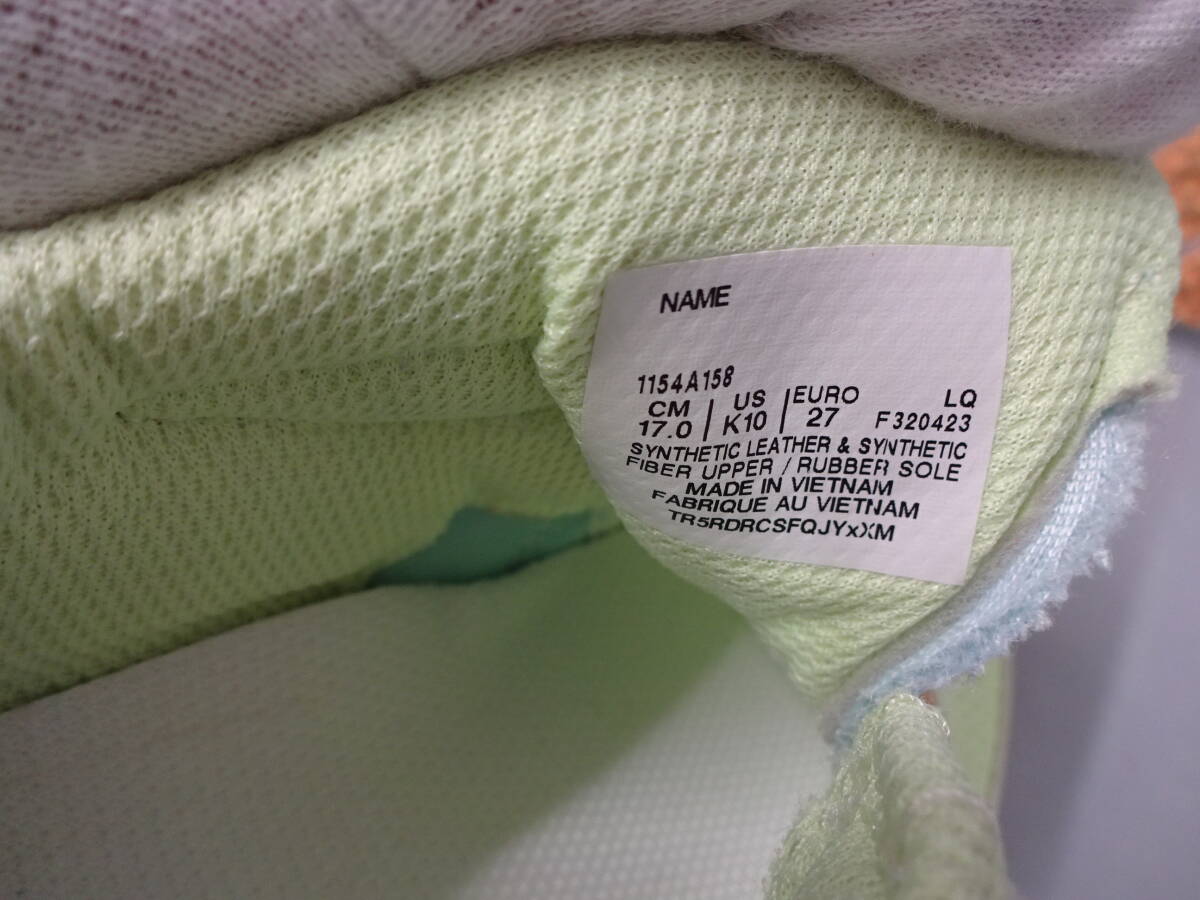 NAME
1154A158
CM | US | EURO LQ
17.0 | K10 | 27 F320423
SYNTHETIC LEATHER & SYNTHETIC
FIBER UPPER / RUBBER SOLE
MADE IN VIETNAM
FABRIQUE AU VIETNAM
TR5RDRCSFQJYxXM